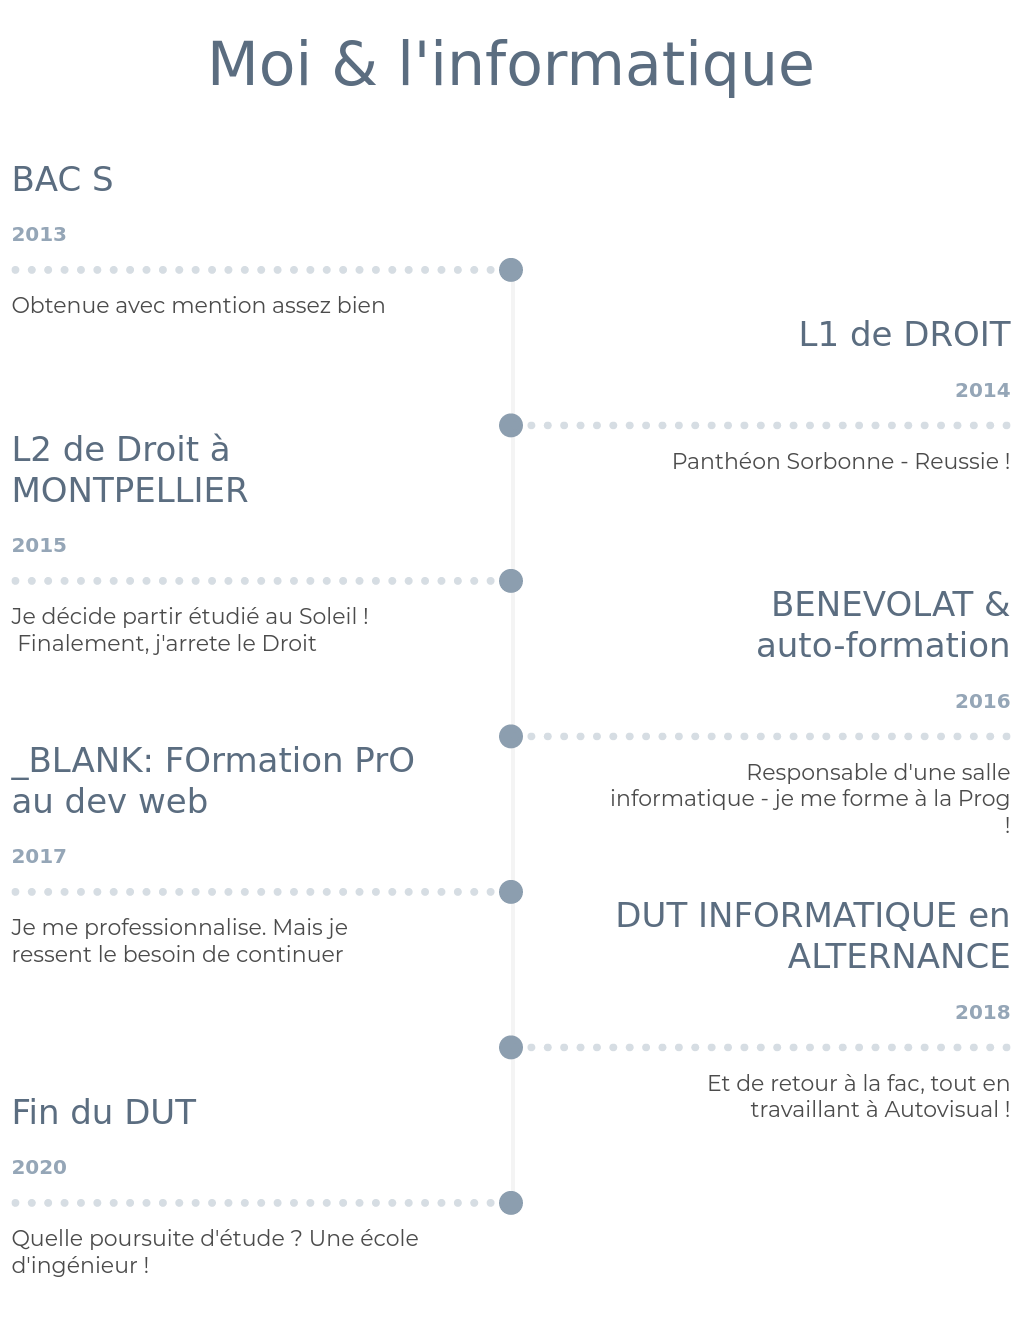 Moi & l'informatique
BAC S
2013
Obtenue avec mention assez bien
L1 de DROIT
2014
Panthéon Sorbonne - Reussie !
L2 de Droit à
MONTPELLIER
2015
Je décide partir étudié au Soleil !
Finalement, j'arrete le Droit
BENEVOLAT &
auto-formation
2016
Responsable d'une salle
informatique - je me forme à la Prog
!
_BLANK: FOrmation PrO
au dev web
2017
Je me professionnalise. Mais je
ressent le besoin de continuer
DUT INFORMATIQUE en
ALTERNANCE
2018
Et de retour à la fac, tout en
travaillant à Autovisual !
Fin du DUT
2020
Quelle poursuite d'étude ? Une école
d'ingénieur !